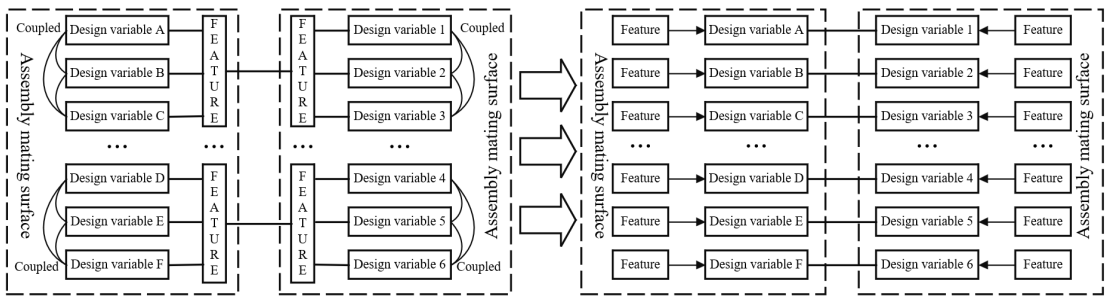 Coupled
Design variable A
Design variable B
Design variable C
FEATURE
Assembly mating surface
...
...
Design variable D
Design variable E
Design variable F
FEATURE
Coupled
FEATURE
Design variable 1
Design variable 2
Design variable 3
Coupled
Assembly mating surface
...
...
FEATURE
Design variable 4
Design variable 5
Design variable 6
Coupled
Assembly mating surface
Feature
Design variable A
Feature
Design variable B
Feature
Design variable C
...
...
Feature
Design variable D
Feature
Design variable E
Feature
Design variable F
Design variable 1
Feature
Design variable 2
Feature
Design variable 3
Feature
...
...
Design variable 4
Feature
Design variable 5
Feature
Design variable 6
Feature
Assembly mating surface